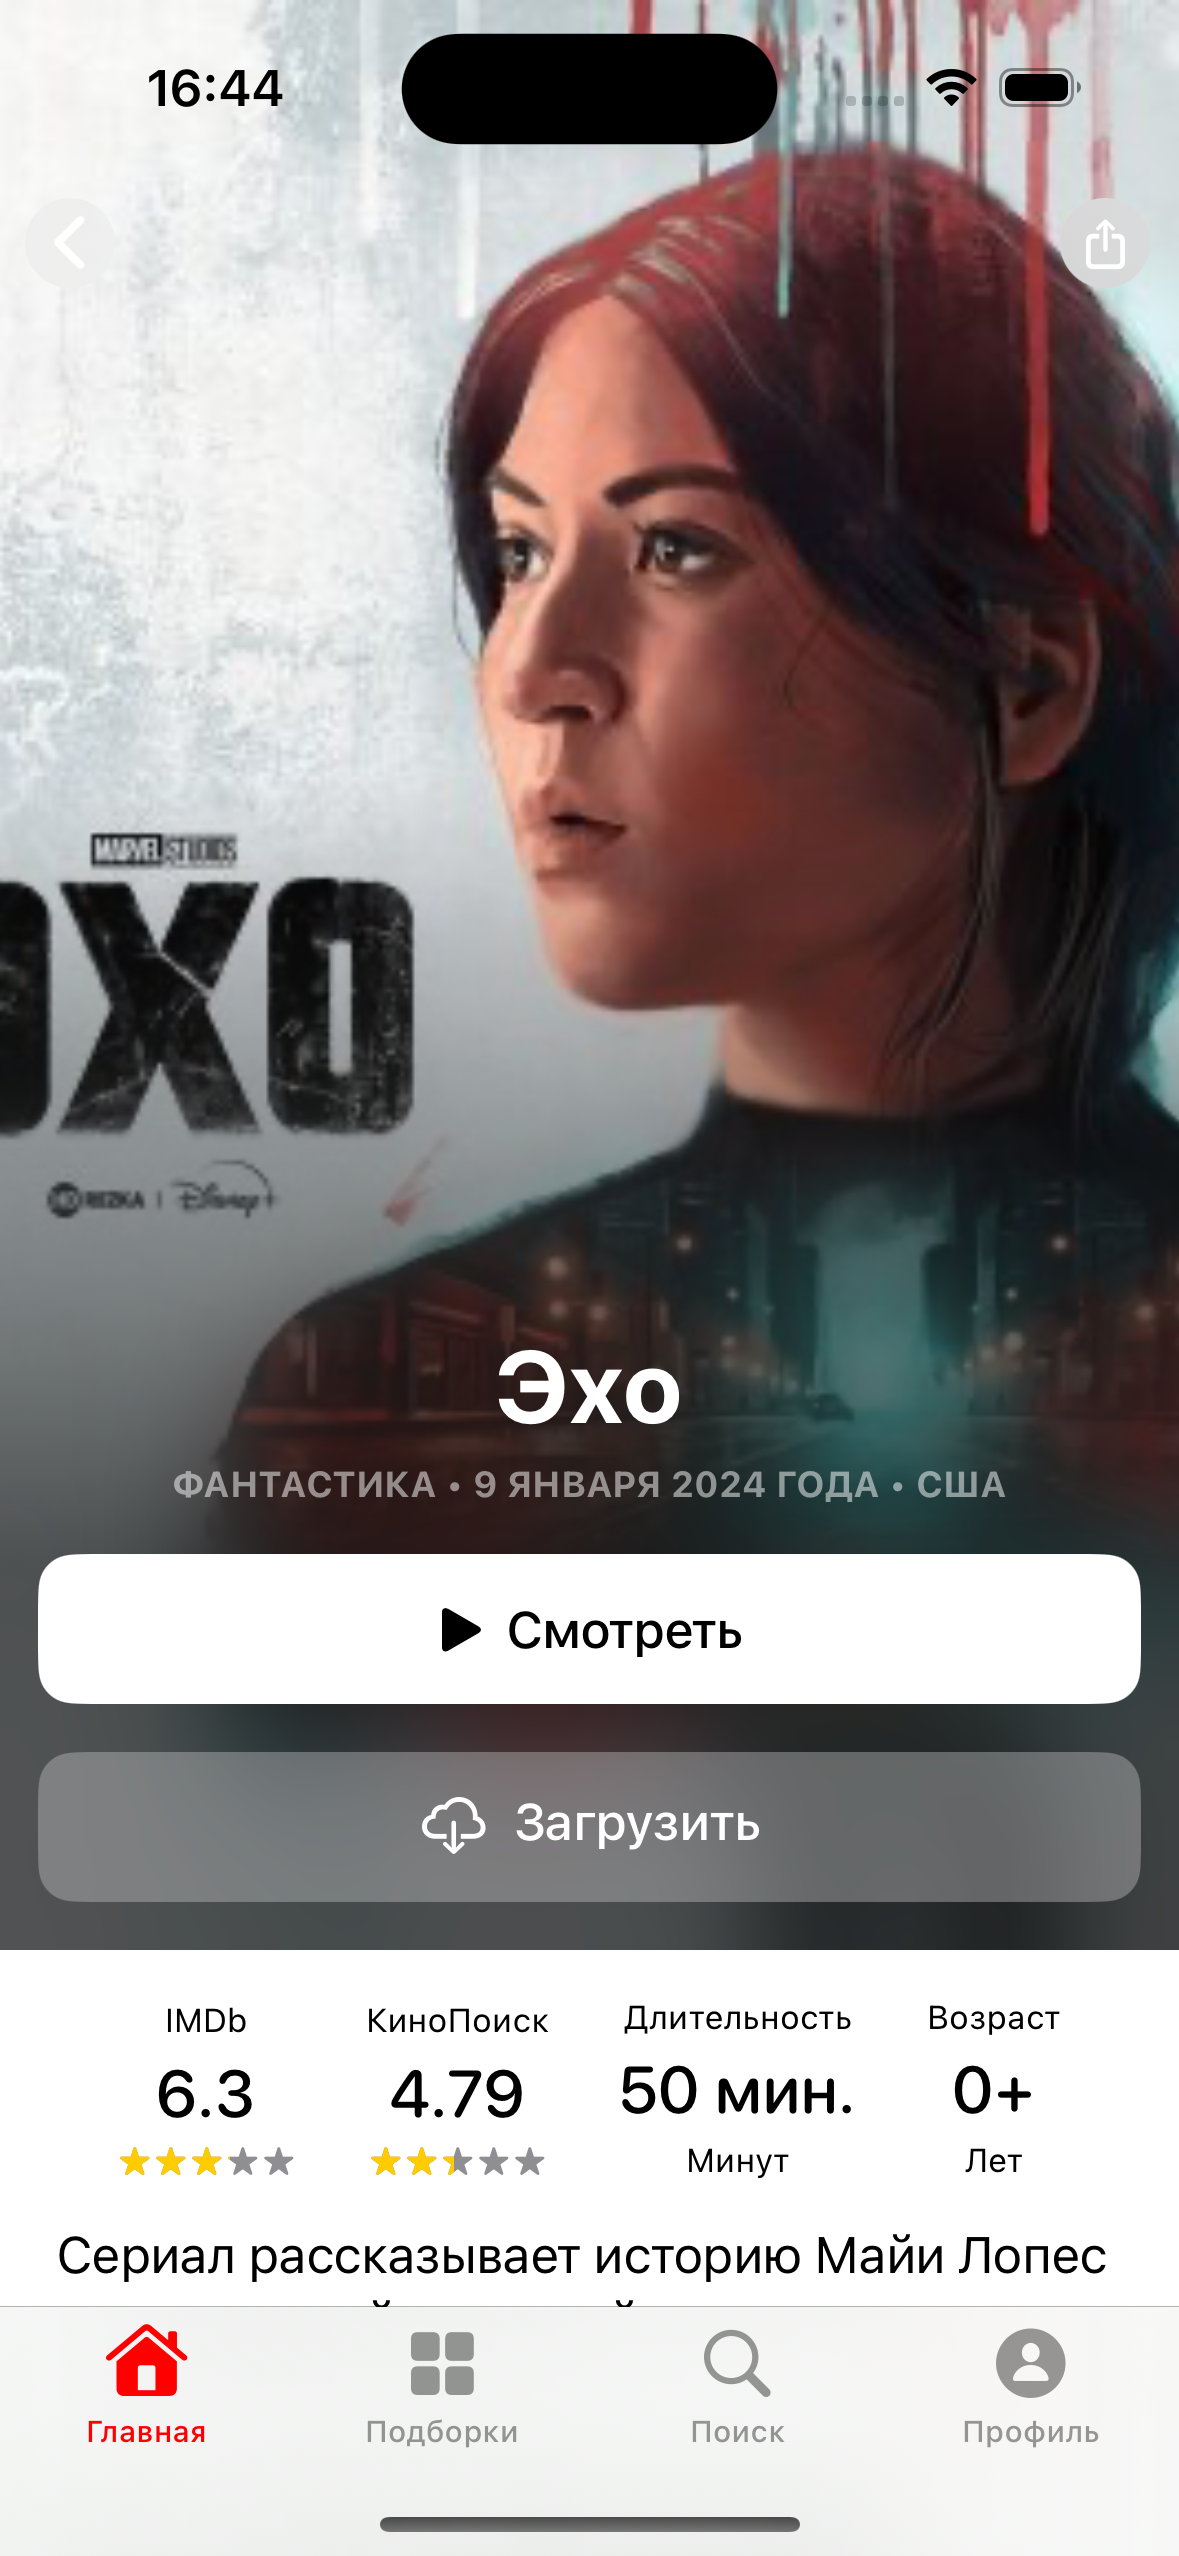 16:44
MARVEL STUDIOS
ЭХО
HDREZKA | Disney+
Эхо
ФАНТАСТИКА • 9 ЯНВАРЯ 2024 ГОДА • США
Смотреть
Загрузить
IMDb КиноПоиск Длительность Возраст
6.3 4.79 50 мин. 0+
Минут Лет
Сериал рассказывает историю Майи Лопес
Главная Подборки Поиск Профиль